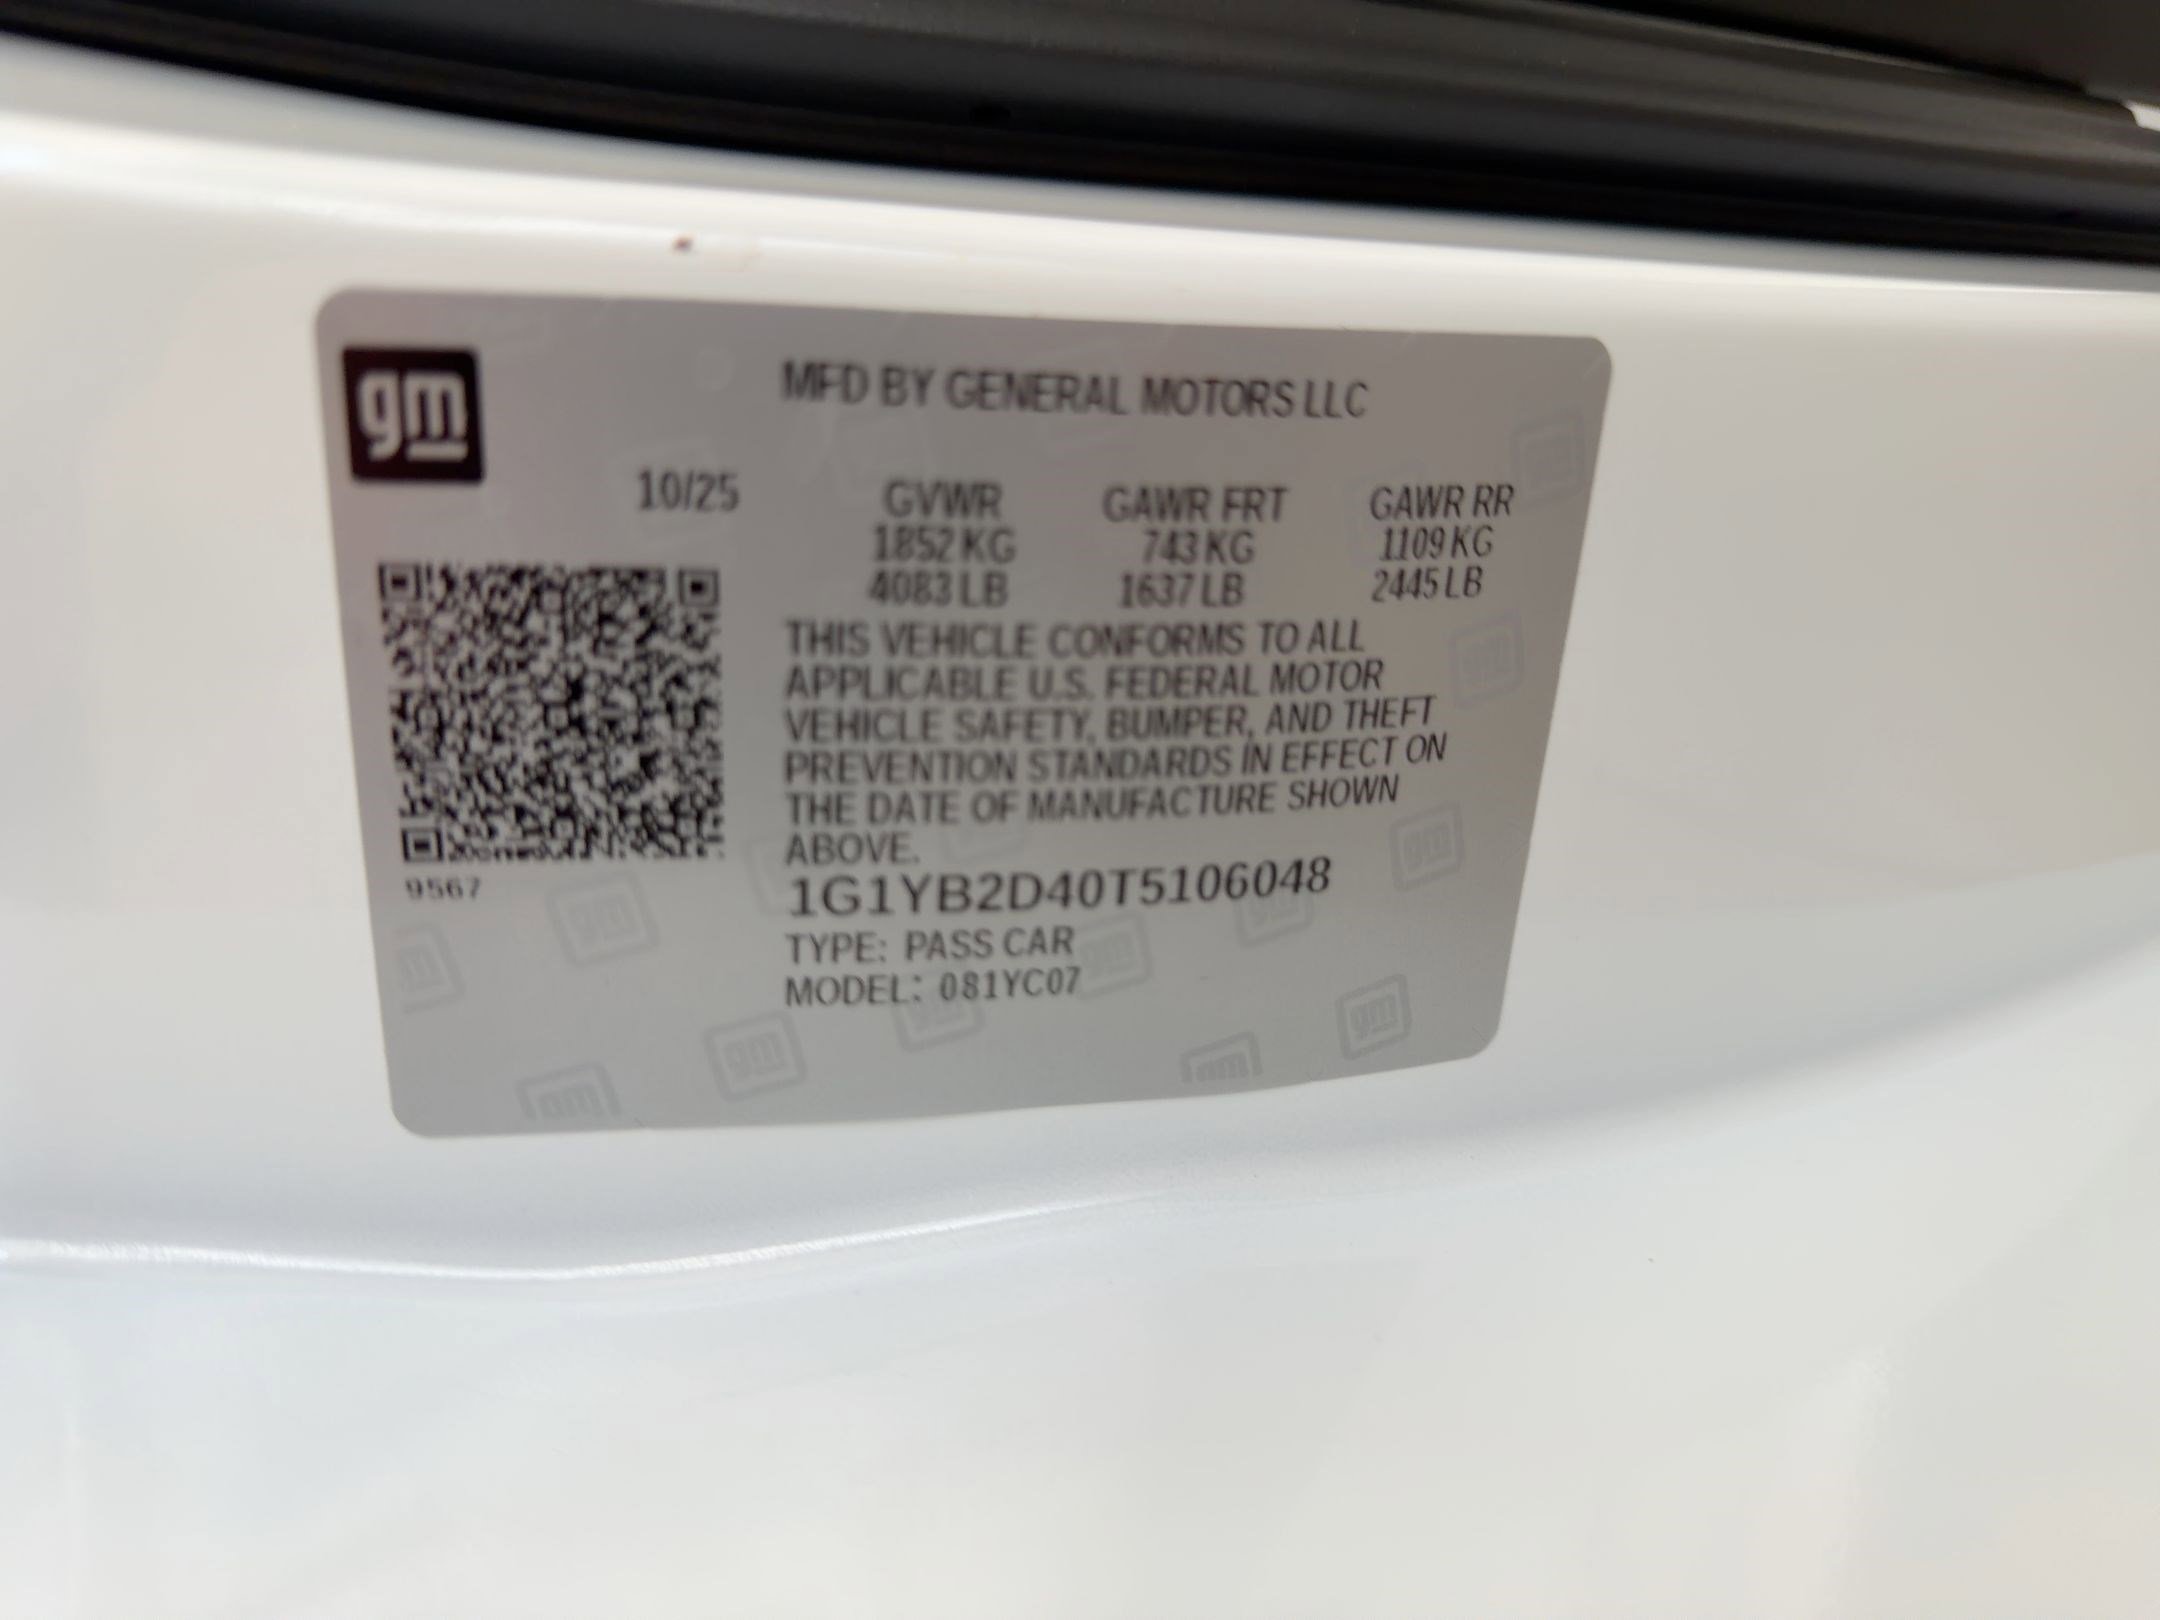 gm
MFD BY GENERAL MOTORS LLC
10/25
GVWR GAWR FRT GAWR RR
1852 KG 743 KG 1109 KG
4083 LB 1637 LB 2445 LB
THIS VEHICLE CONFORMS TO ALL
APPLICABLE U.S. FEDERAL MOTOR
VEHICLE SAFETY, BUMPER, AND THEFT
PREVENTION STANDARDS IN EFFECT ON
THE DATE OF MANUFACTURE SHOWN
ABOVE.
9567
1G1YB2D40T5106048
TYPE: PASS CAR
MODEL: 081YC07